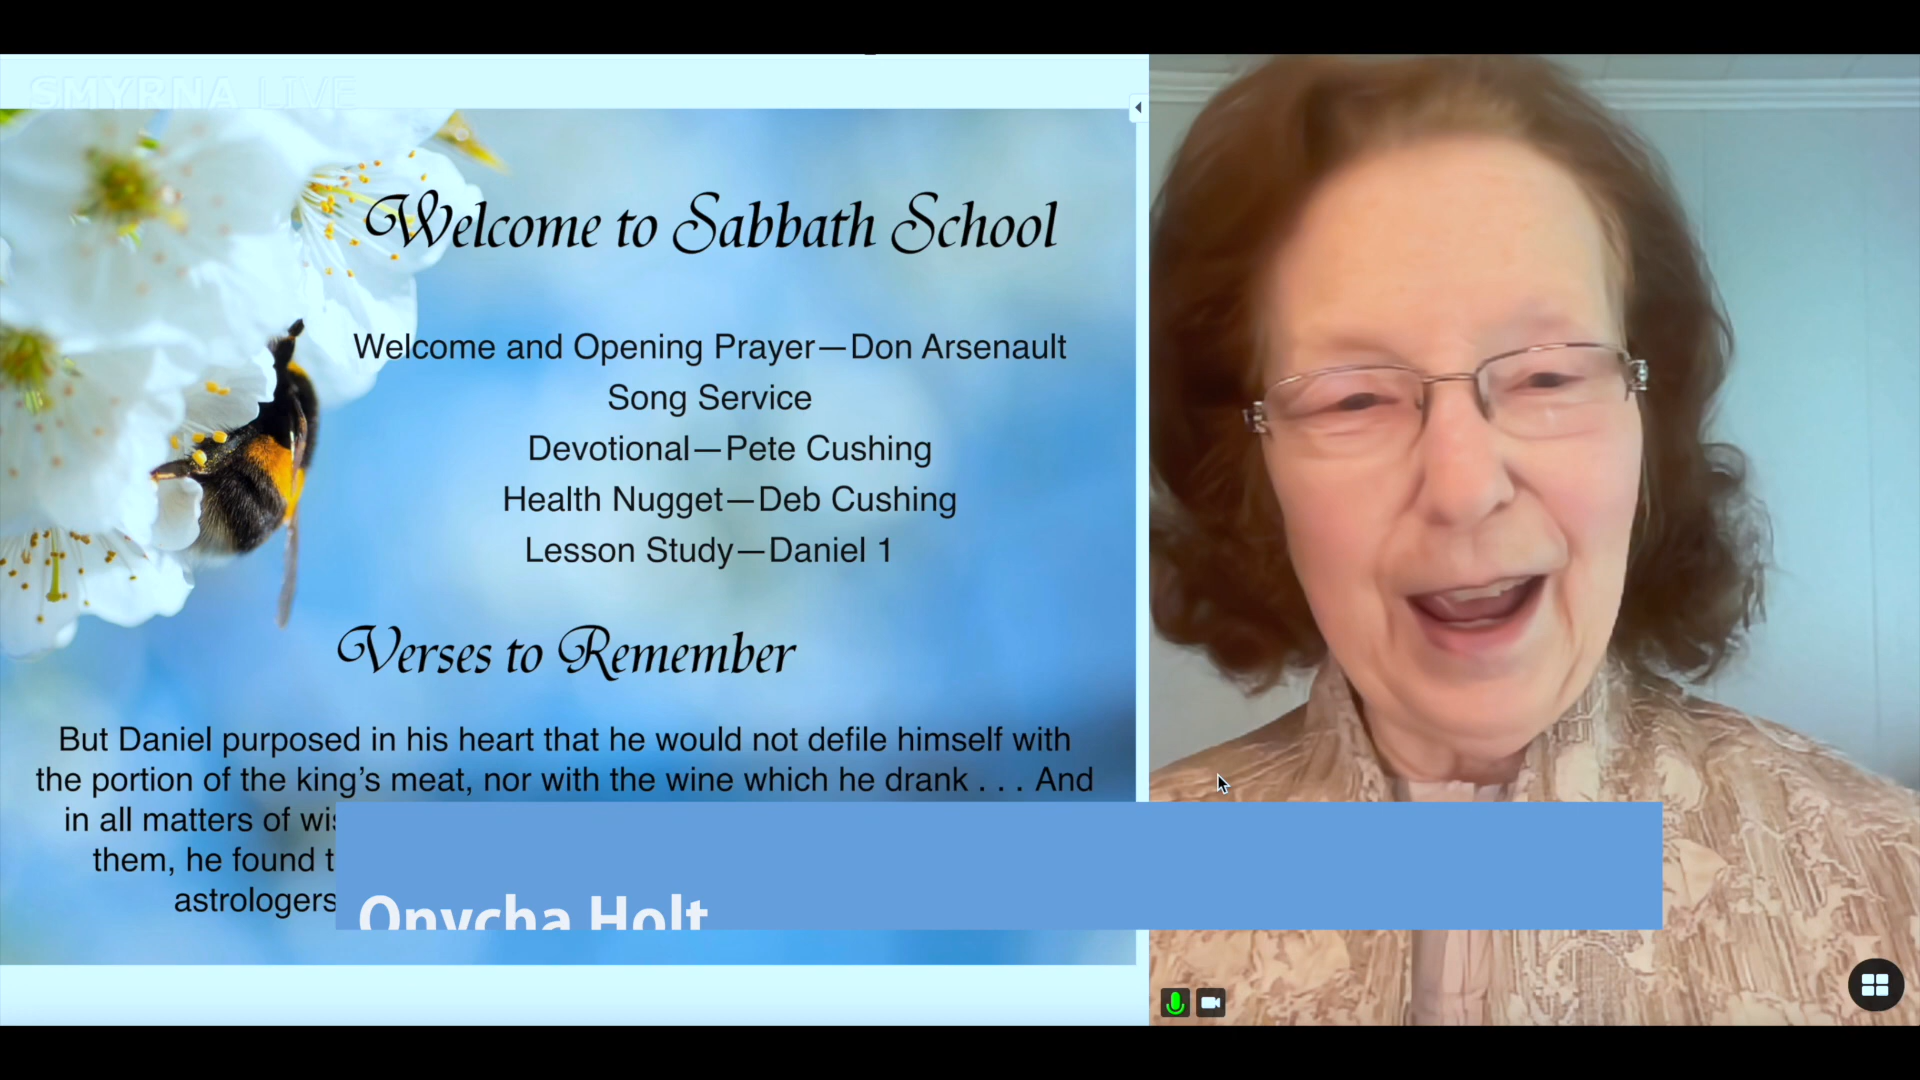 SMYRNA LIVE
Welcome to Sabbath School
Welcome and Opening Prayer—Don Arsenault
Song Service
Devotional—Pete Cushing
Health Nugget—Deb Cushing
Lesson Study—Daniel 1
Verses to Remember
But Daniel purposed in his heart that he would not defile himself with
the portion of the king’s meat, nor with the wine which he drank . . . And
in all matters of
them, he found
astrologers
Onycha Holt